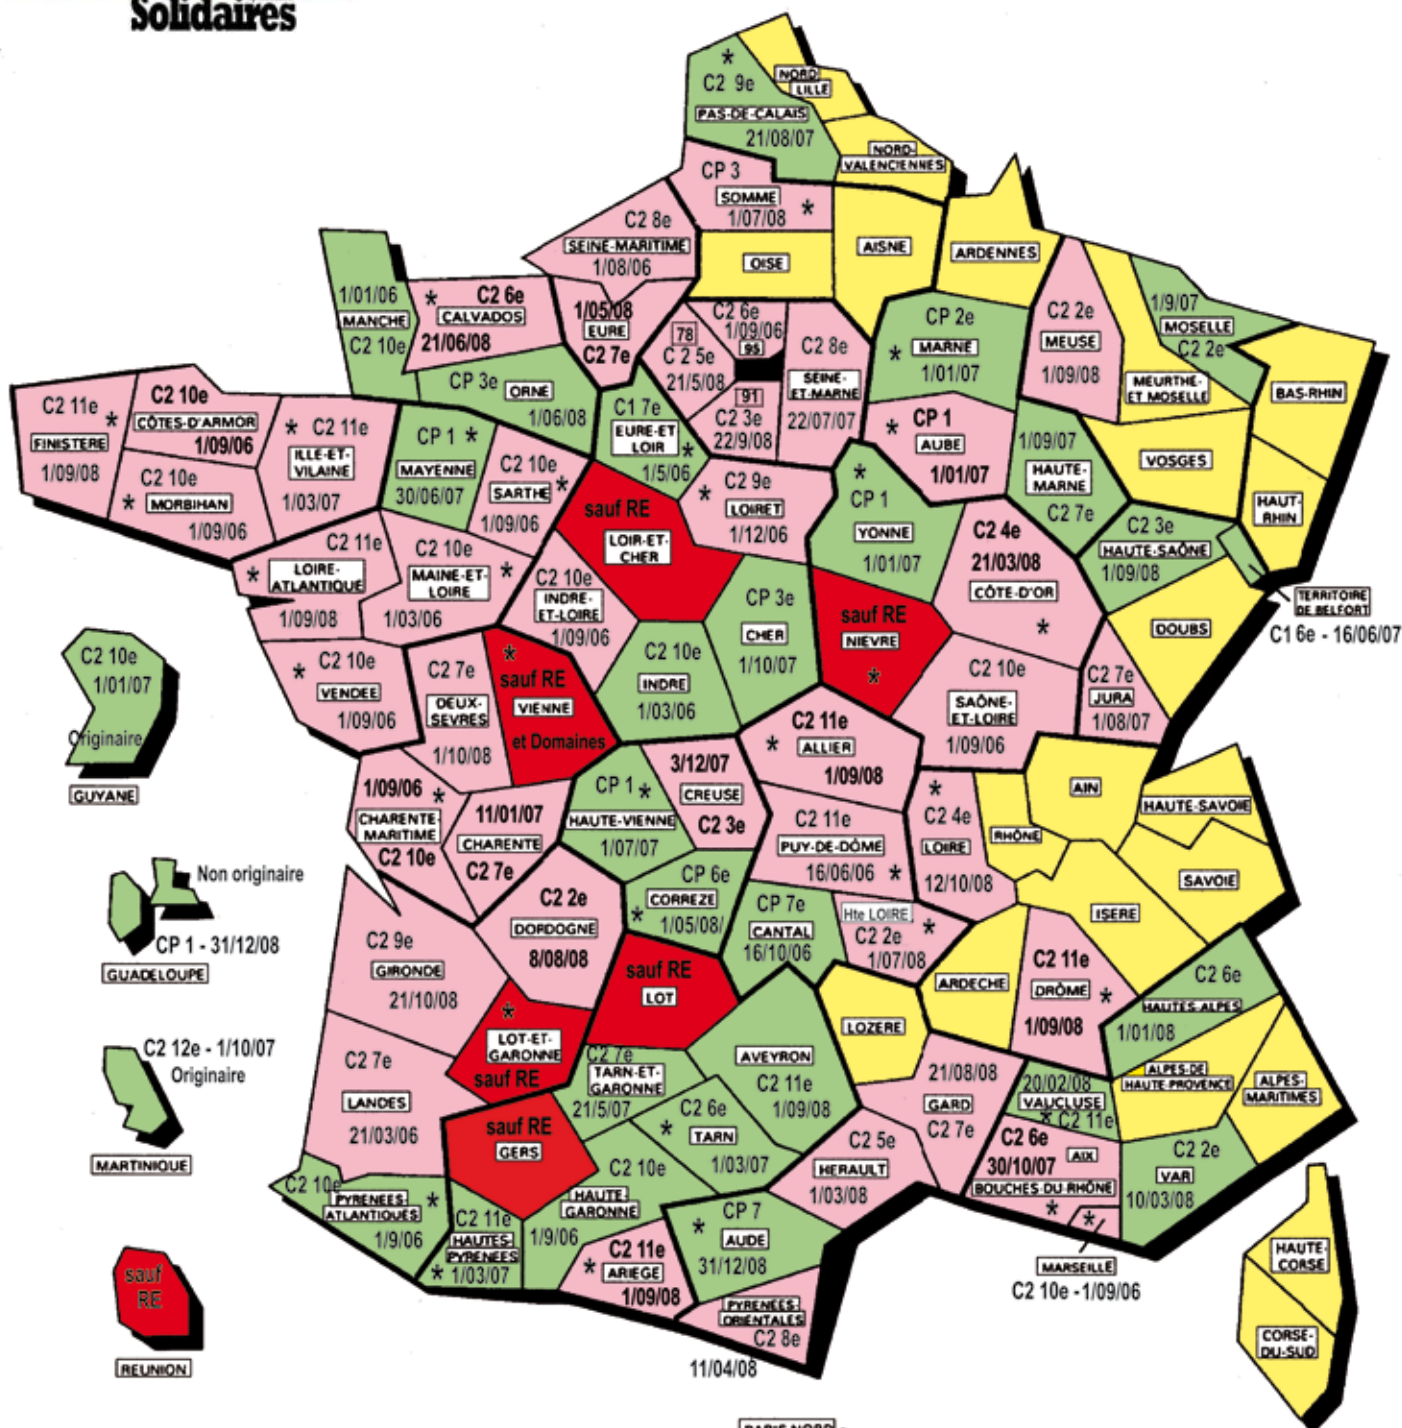 Solidaires
*
C2 9e
PAS-DE-CALAIS
21/08/07
NORD
LILLE
NORD-
VALENCIENNES
CP 3
SOMME
1/07/08 *
C2 8e
SEINE-MARITIME
1/08/06
OISE
AISNE
ARDENNES
1/01/06
MANCHE
C2 10e
* C2 6e
CALVADOS
21/06/08
1/05/08
EURE
C2 7e
C2 6e
1/09/06
95
78
C 2 5e
21/5/08
91
C2 3e
22/9/08
C2 8e
SEINE-
ET-MARNE
22/07/07
CP 2e
* MARNE
1/01/07
C2 2e
MEUSE
1/09/08
1/9/07
MOSELLE
C2 2e
MEURTHE-
ET MOSELLE
BAS-RHIN
CP 3e
ORNE
1/06/08
C2 11e
*
FINISTERE
1/09/08
C2 10e
CÔTES-D'ARMOR
1/09/06
C2 10e
* MORBIHAN
1/09/06
* C2 11e
ILLE-ET-
VILAINE
1/03/07
CP 1 *
MAYENNE
30/06/07
C2 10e
SARTHE *
1/09/06
C1 7e
EURE-ET
LOIR *
1/5/06
* CP 1
AUBE
1/01/07
1/09/07
HAUTE-
MARNE
C2 7e
VOSGES
HAUT-
RHIN
sauf RE
LOIR-ET-
CHER
C2 9e
* LOIRET
1/12/06
*
CP 1
YONNE
1/01/07
C2 4e
21/03/08
CÔTE-D'OR
*
C2 3e
HAUTE-SAÔNE
1/09/08
TERRITOIRE
DE BELFORT
C1 6e - 16/06/07
C2 11e
* LOIRE-
ATLANTIQUE
1/09/08
C2 10e
MAINE-ET- *
LOIRE
1/03/06
C2 10e
INDRE-
ET-LOIRE
1/09/06
CP 3e
CHER
1/10/07
sauf RE
NIEVRE
*
DOUBS
C2 10e
1/01/07
Originaire
GUYANE
C2 10e
* VENDEE
1/09/06
C2 7e
DEUX-
SEVRES
1/10/08
*
sauf RE
VIENNE
et Domaines
C2 10e
INDRE
1/03/06
C2 10e
SAÔNE-
ET-LOIRE
1/09/06
C2 7e
JURA
1/08/07
C2 11e
* ALLIER
1/09/08
1/09/06 *
CHARENTE-
MARITIME
C2 10e
11/01/07
CHARENTE
C2 7e
CP 1 *
HAUTE-VIENNE
1/07/07
3/12/07
CREUSE
C2 3e
C2 11e
PUY-DE-DÔME
16/06/06 *
*
C2 4e
LOIRE
12/10/08
RHÔNE
AIN
HAUTE-SAVOIE
SAVOIE
Non originaire
CP 1 - 31/12/08
GUADELOUPE
C2 2e
DORDOGNE
8/08/08
CP 6e
CORREZE
* 1/05/08/
CP 7e
CANTAL
16/10/06
Hte LOIRE
C2 2e *
1/07/08
ISERE
C2 9e
GIRONDE
21/10/08
sauf RE
LOT
LOZERE
ARDECHE
C2 11e
DRÔME *
1/09/08
C2 6e
HAUTES-ALPES
1/01/08
C2 12e - 1/10/07
Originaire
MARTINIQUE
*
LOT-ET-
GARONNE
sauf RE
C2 7e
TARN-ET-
GARONNE
21/5/07
AVEYRON
C2 11e
1/09/08
21/08/08
GARD
C2 7e
20/02/08
VAUCLUSE
* C2 11e
ALPES-DE
HAUTE-PROVENCE
ALPES-
MARITIMES
C2 7e
LANDES
21/03/06
sauf RE
GERS
C2 6e
* TARN
1/03/07
C2 5e
HERAULT
1/03/08
C2 6e
30/10/07 AIX
BOUCHES-DU-RHÔNE
* *
C2 2e
VAR
10/03/08
C2 10e
PYRENEES- *
ATLANTIQUES
1/9/06
C2 11e
HAUTES-
PYRENEES
* 1/03/07
C2 10e
HAUTE-
GARONNE
1/9/06
C2 11e
* ARIEGE
1/09/08
CP 7
* AUDE
31/12/08
PYRENEES-
ORIENTALES
C2 8e
11/04/08
MARSEILLE
C2 10e -1/09/06
HAUTE-
CORSE
CORSE-
DU-SUD
sauf
RE
REUNION
PARIS NORD